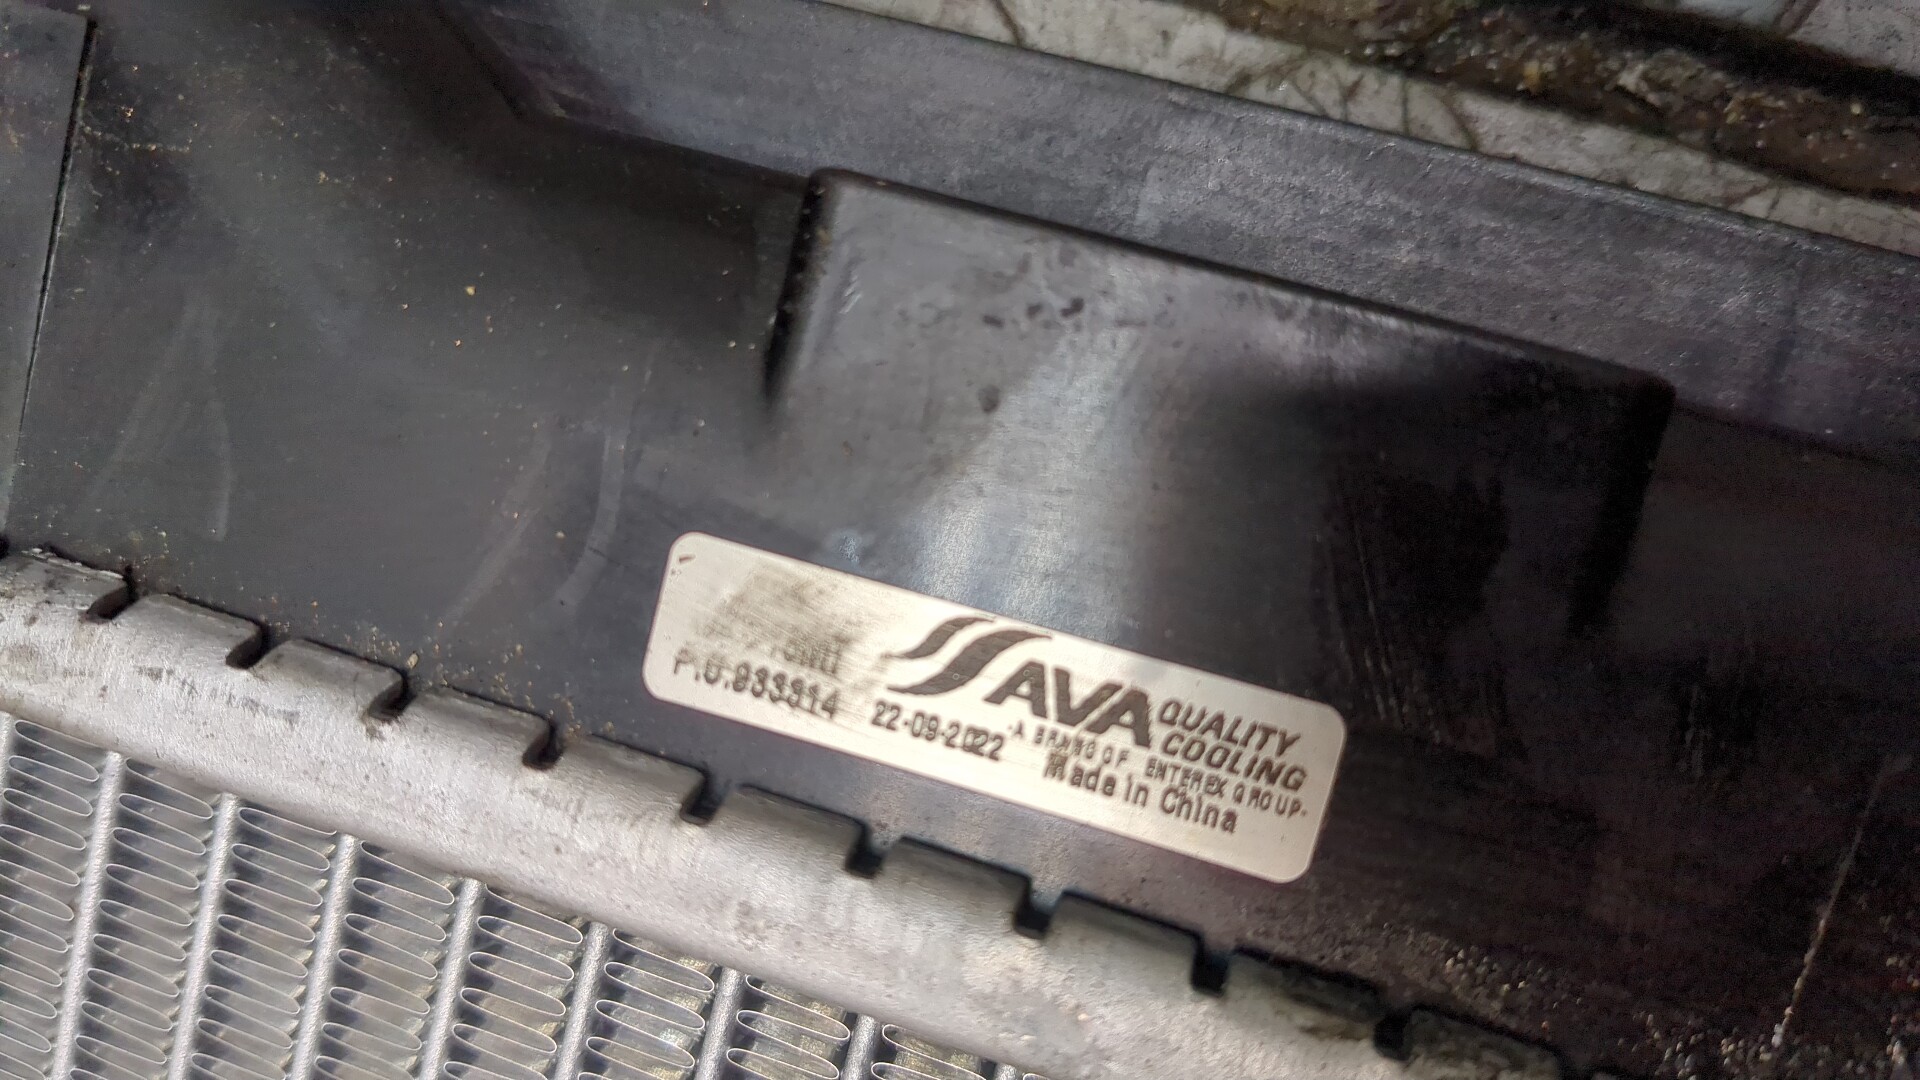 AVA QUALITY COOLING
-A BRAND OF ENTEREX GROUP-
P.O.933314 22-09-2022 Made in China